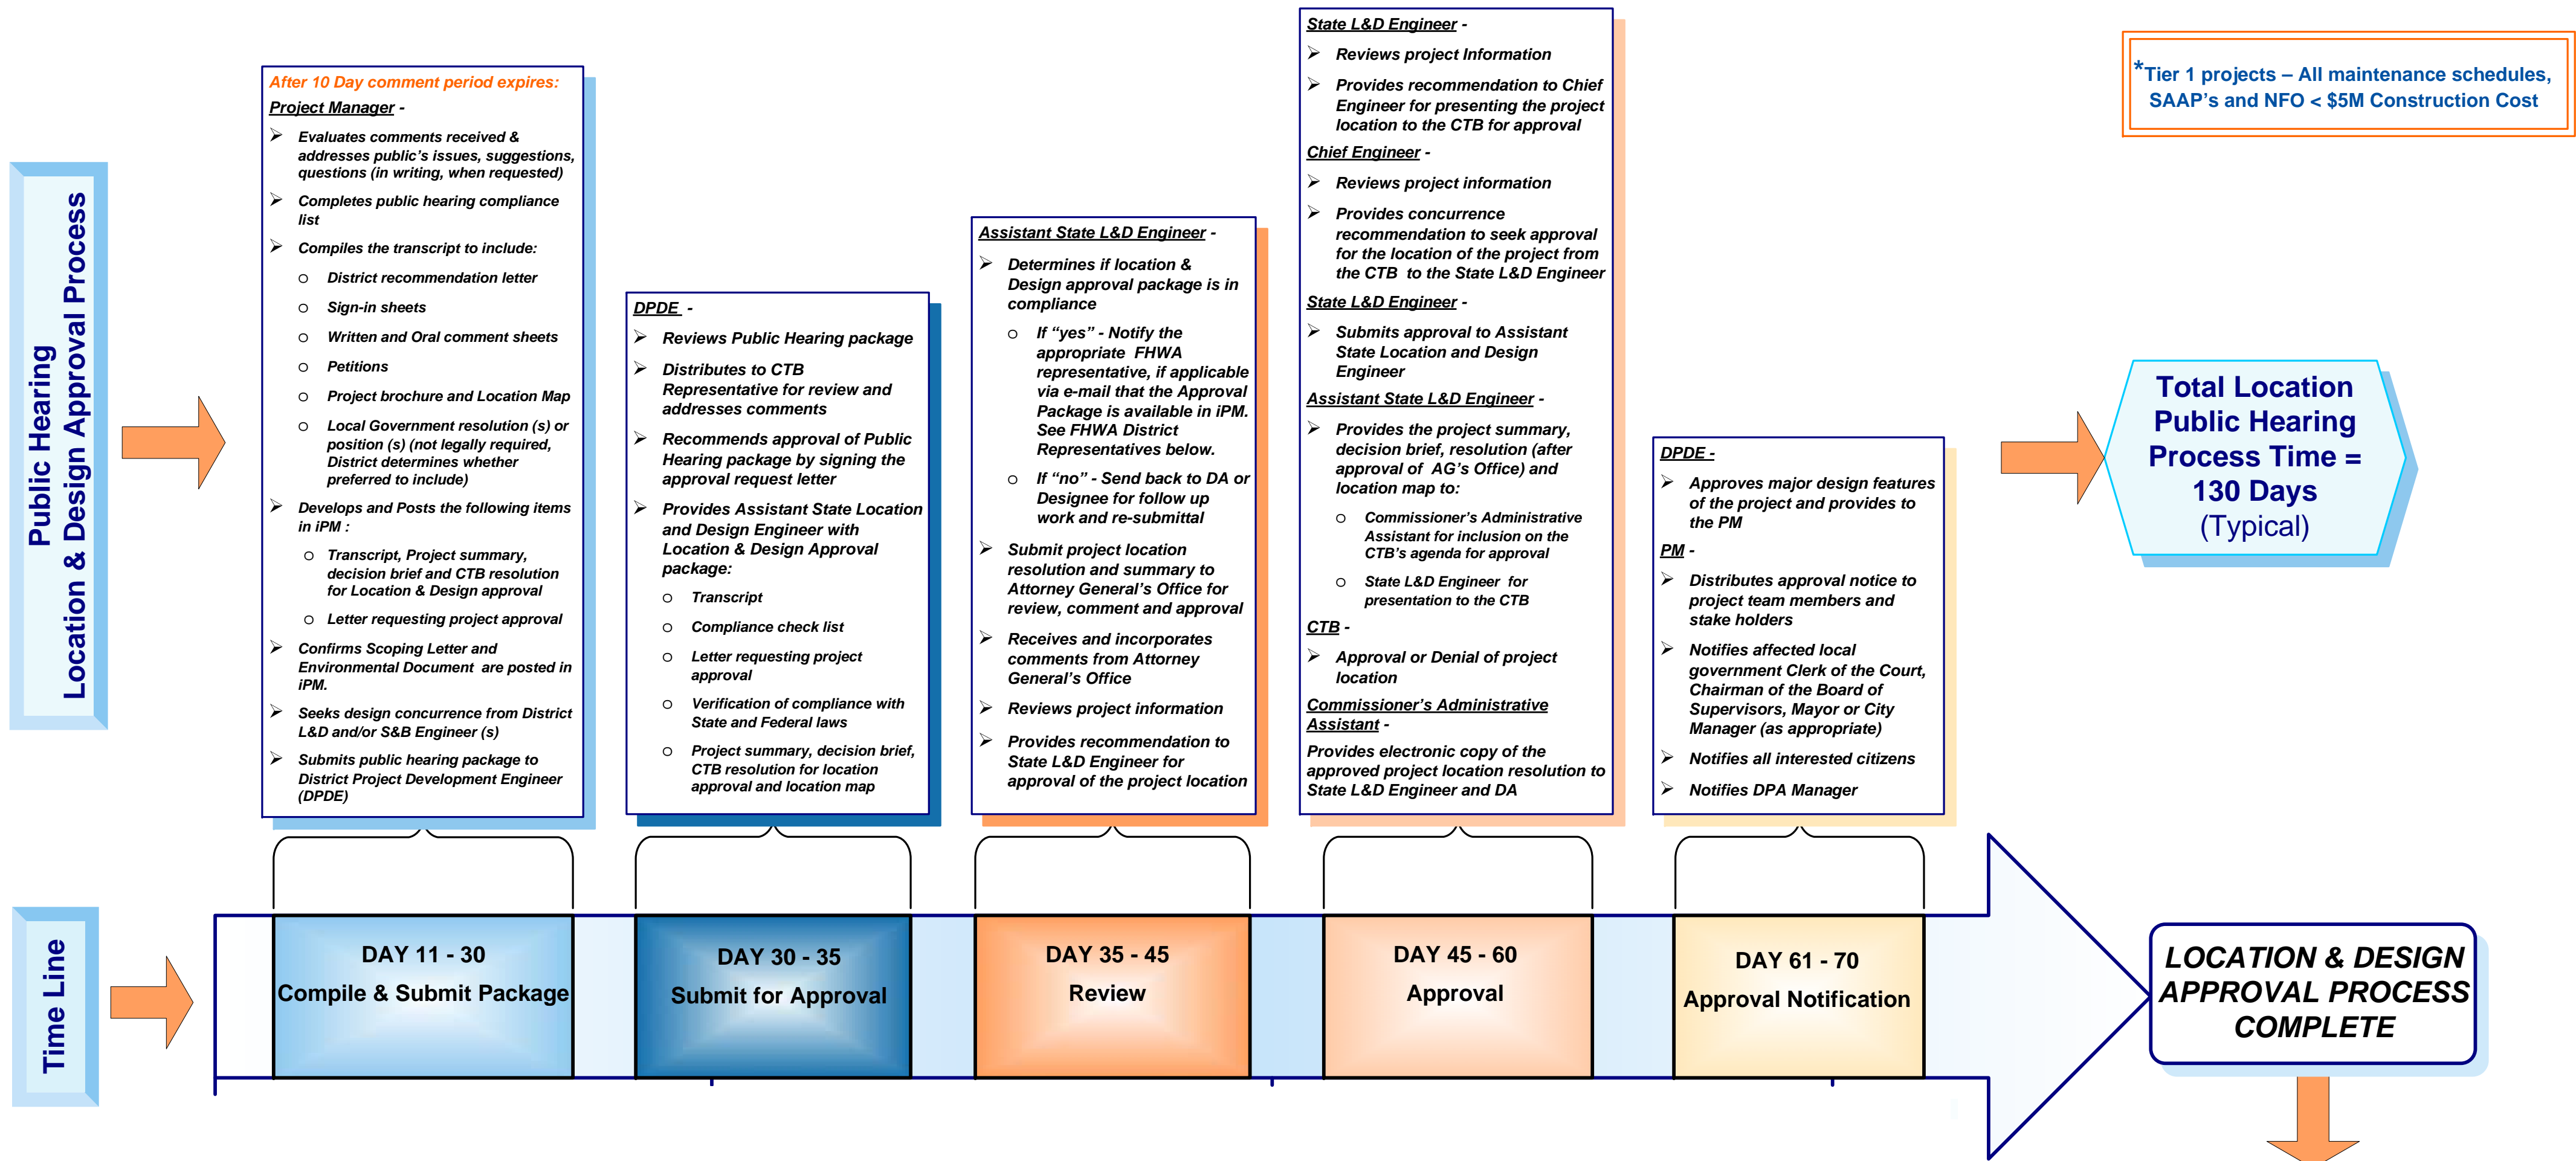 Public Hearing
Location & Design Approval Process
After 10 Day comment period expires:
Project Manager -
➢ Evaluates comments received &
addresses public's issues, suggestions,
questions (in writing, when requested)
➢ Completes public hearing compliance
list
➢ Compiles the transcript to include:
o District recommendation letter
o Sign-in sheets
o Written and Oral comment sheets
o Petitions
o Project brochure and Location Map
o Local Government resolution (s) or
position (s) (not legally required,
District determines whether
preferred to include)
➢ Develops and Posts the following items
in iPM :
o Transcript, Project summary,
decision brief and CTB resolution
for Location & Design approval
o Letter requesting project approval
➢ Confirms Scoping Letter and
Environmental Document are posted in
iPM.
➢ Seeks design concurrence from District
L&D and/or S&B Engineer (s)
➢ Submits public hearing package to
District Project Development Engineer
(DPDE)
DPDE -
➢ Reviews Public Hearing package
➢ Distributes to CTB
Representative for review and
addresses comments
➢ Recommends approval of Public
Hearing package by signing the
approval request letter
➢ Provides Assistant State Location
and Design Engineer with
Location & Design Approval
package:
o Transcript
o Compliance check list
o Letter requesting project
approval
o Verification of compliance with
State and Federal laws
o Project summary, decision brief,
CTB resolution for location
approval and location map
Assistant State L&D Engineer -
➢ Determines if location &
Design approval package is in
compliance
o If “yes” - Notify the
appropriate FHWA
representative, if applicable
via e-mail that the Approval
Package is available in iPM.
See FHWA District
Representatives below.
o If “no” - Send back to DA or
Designee for follow up
work and re-submittal
➢ Submit project location
resolution and summary to
Attorney General's Office for
review, comment and approval
➢ Receives and incorporates
comments from Attorney
General's Office
➢ Reviews project information
➢ Provides recommendation to
State L&D Engineer for
approval of the project location
State L&D Engineer -
➢ Reviews project Information
➢ Provides recommendation to Chief
Engineer for presenting the project
location to the CTB for approval
Chief Engineer -
➢ Reviews project information
➢ Provides concurrence
recommendation to seek approval
for the location of the project from
the CTB to the State L&D Engineer
State L&D Engineer -
➢ Submits approval to Assistant
State Location and Design
Engineer
Assistant State L&D Engineer -
➢ Provides the project summary,
decision brief, resolution (after
approval of AG's Office) and
location map to:
o Commissioner's Administrative
Assistant for inclusion on the
CTB's agenda for approval
o State L&D Engineer for
presentation to the CTB
CTB -
➢ Approval or Denial of project
location
Commissioner's Administrative
Assistant -
Provides electronic copy of the
approved project location resolution to
State L&D Engineer and DA
DPDE -
➢ Approves major design features
of the project and provides to
the PM
PM -
➢ Distributes approval notice to
project team members and
stake holders
➢ Notifies affected local
government Clerk of the Court,
Chairman of the Board of
Supervisors, Mayor or City
Manager (as appropriate)
➢ Notifies all interested citizens
➢ Notifies DPA Manager
*Tier 1 projects – All maintenance schedules,
SAAP's and NFO < $5M Construction Cost
Total Location
Public Hearing
Process Time =
130 Days
(Typical)
Time Line
DAY 11 - 30
Compile & Submit Package
DAY 30 - 35
Submit for Approval
DAY 35 - 45
Review
DAY 45 - 60
Approval
DAY 61 - 70
Approval Notification
LOCATION & DESIGN
APPROVAL PROCESS
COMPLETE